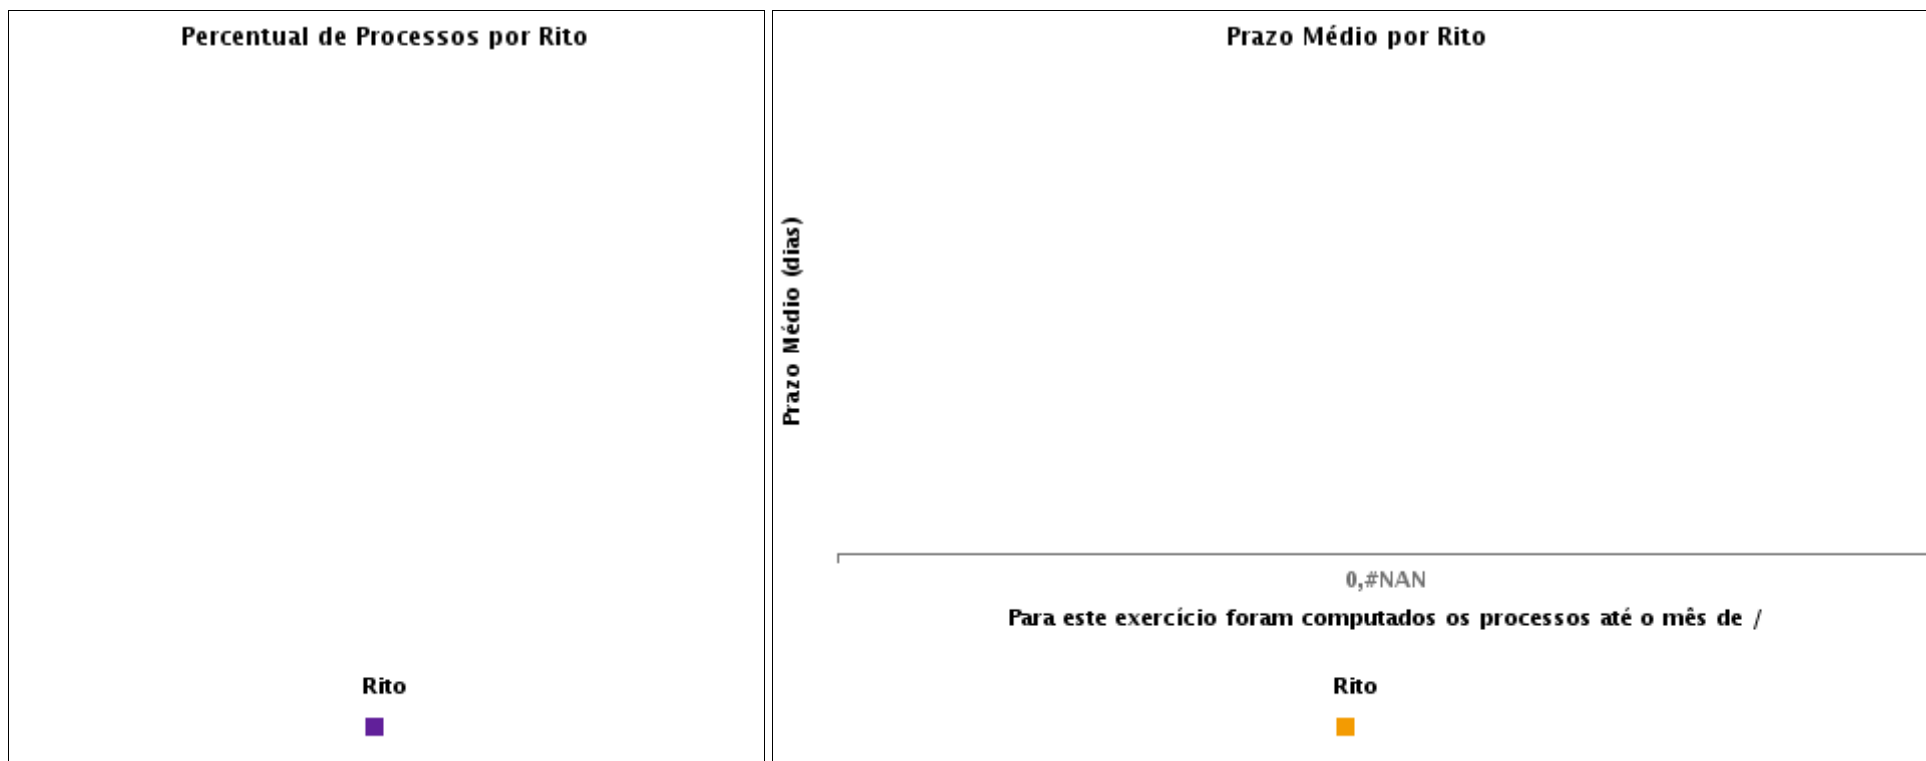 Percentual de Processos por Rito
Rito
Prazo Médio por Rito
Prazo Médio (dias)
0,#NAN
Para este exercício foram computados os processos até o mês de /
Rito